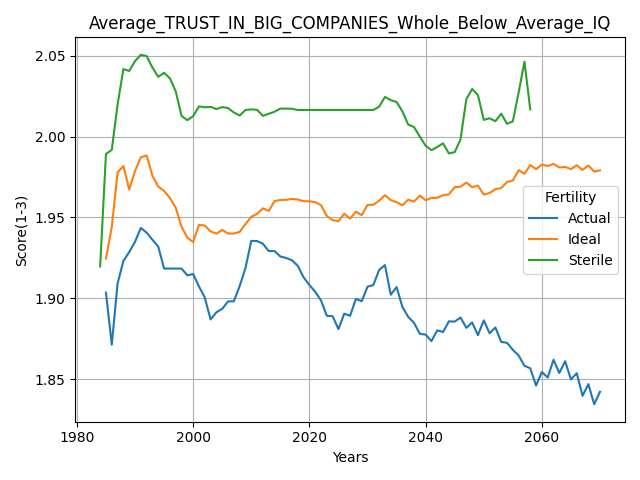 Average_TRUST_IN_BIG_COMPANIES_Whole_Below_Average_IQ
Score(1-3)
2.05
2.00
1.95
1.90
1.85
Fertility
Actual
Ideal
Sterile
1980 2000 2020 2040 2060
Years